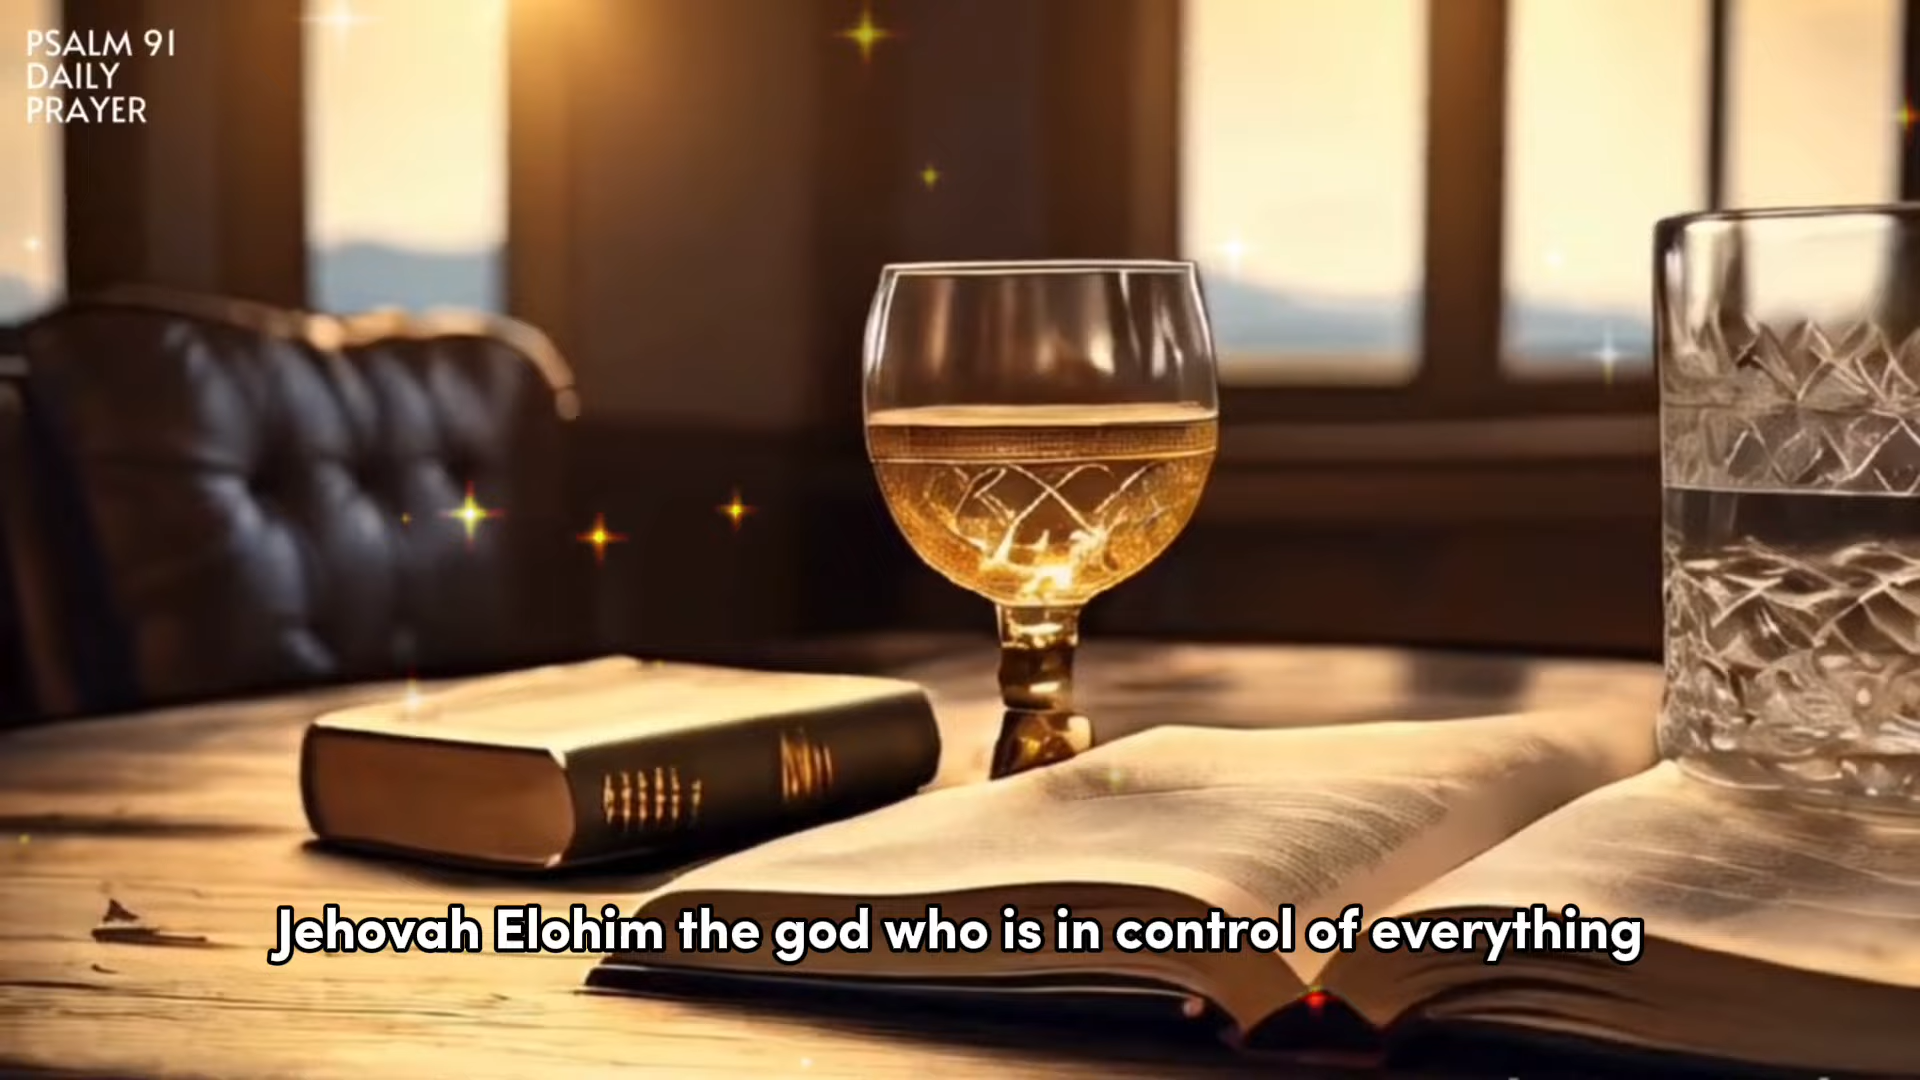 PSALM 91
DAILY
PRAYER
Jehovah Elohim the god who is in control of everything